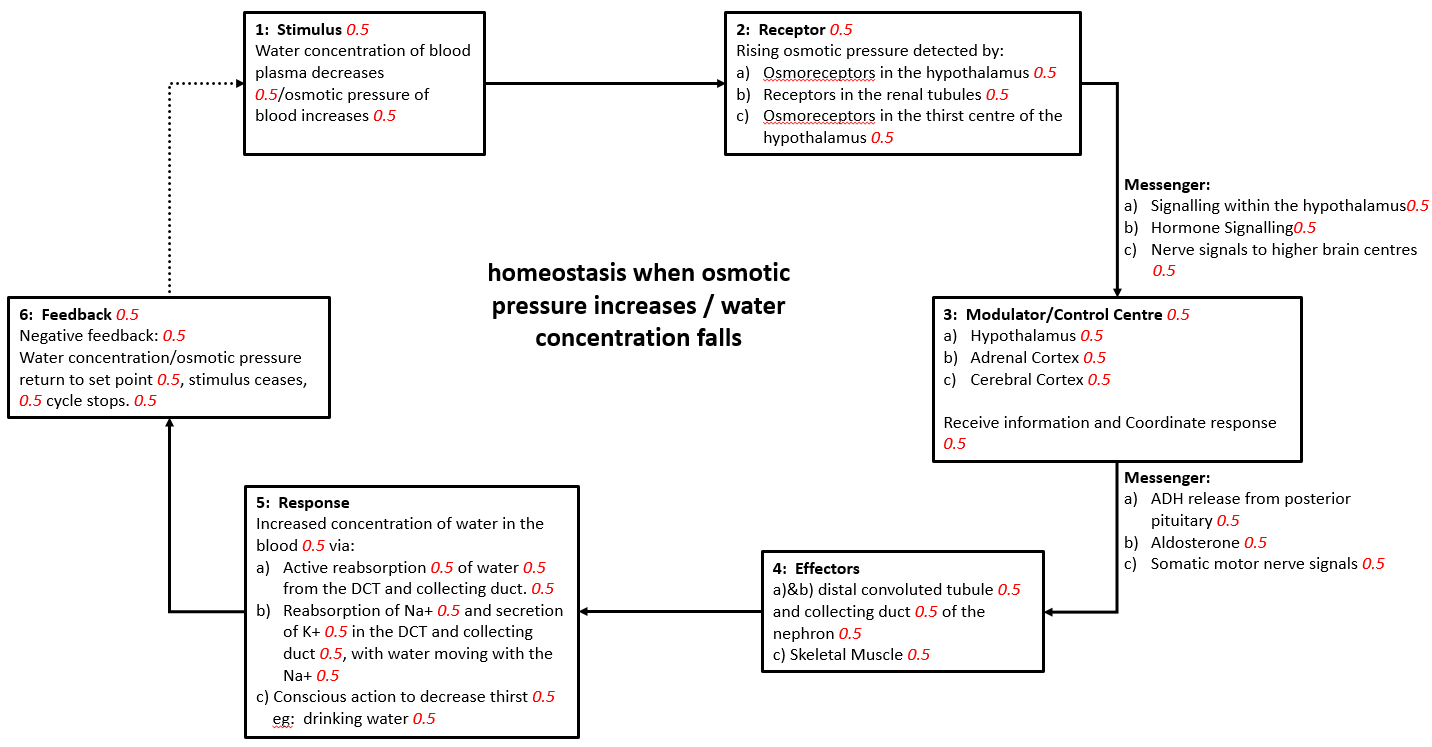 1: Stimulus 0.5
Water concentration of blood
plasma decreases
0.5/osmotic pressure of
blood increases 0.5
2: Receptor 0.5
Rising osmotic pressure detected by:
a) Osmoreceptors in the hypothalamus 0.5
b) Receptors in the renal tubules 0.5
c) Osmoreceptors in the thirst centre of the
hypothalamus 0.5
Messenger:
a) Signalling within the hypothalamus0.5
b) Hormone Signalling0.5
c) Nerve signals to higher brain centres
0.5
homeostasis when osmotic
pressure increases / water
concentration falls
3: Modulator/Control Centre 0.5
a) Hypothalamus 0.5
b) Adrenal Cortex 0.5
c) Cerebral Cortex 0.5
Receive information and Coordinate response
0.5
Messenger:
a) ADH release from posterior
pituitary 0.5
b) Aldosterone 0.5
c) Somatic motor nerve signals 0.5
4: Effectors
a)&b) distal convoluted tubule 0.5
and collecting duct 0.5 of the
nephron 0.5
c) Skeletal Muscle 0.5
5: Response
Increased concentration of water in the
blood 0.5 via:
a) Active reabsorption 0.5 of water 0.5
from the DCT and collecting duct. 0.5
b) Reabsorption of Na+ 0.5 and secretion
of K+ 0.5 in the DCT and collecting
duct 0.5, with water moving with the
Na+ 0.5
c) Conscious action to decrease thirst 0.5
eg: drinking water 0.5
6: Feedback 0.5
Negative feedback: 0.5
Water concentration/osmotic pressure
return to set point 0.5, stimulus ceases,
0.5 cycle stops. 0.5